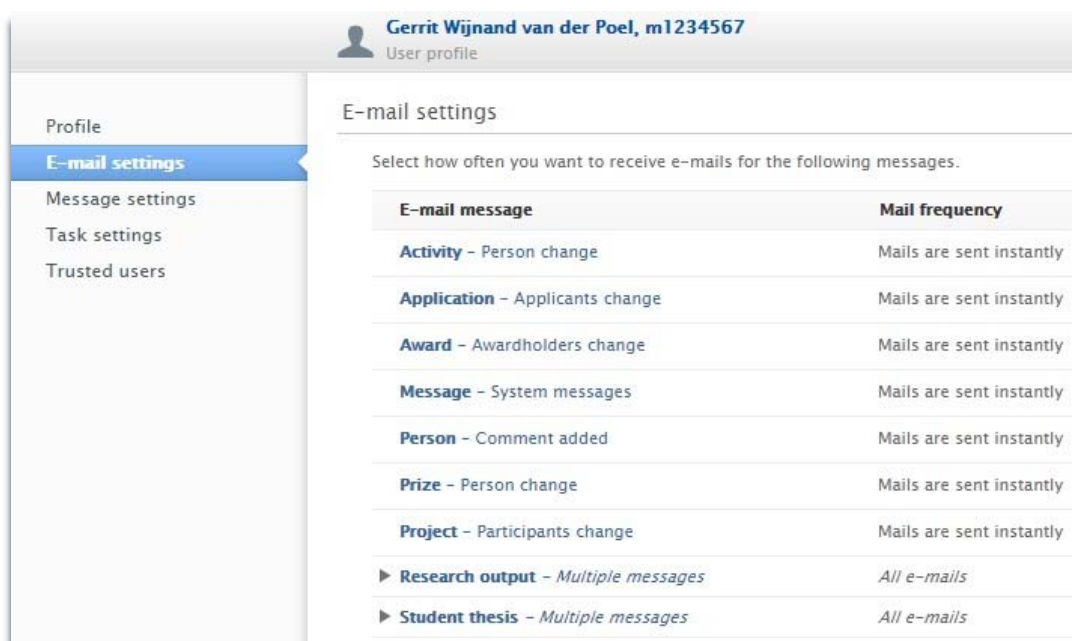 Gerrit Wijnand van der Poel, m1234567
User profile
Profile
E-mail settings
Message settings
Task settings
Trusted users
E-mail settings
Select how often you want to receive e-mails for the following messages.
E-mail message Mail frequency
Activity - Person change Mails are sent instantly
Application - Applicants change Mails are sent instantly
Award - Awardholders change Mails are sent instantly
Message - System messages Mails are sent instantly
Person - Comment added Mails are sent instantly
Prize - Person change Mails are sent instantly
Project - Participants change Mails are sent instantly
Research output - Multiple messages All e-mails
Student thesis - Multiple messages All e-mails